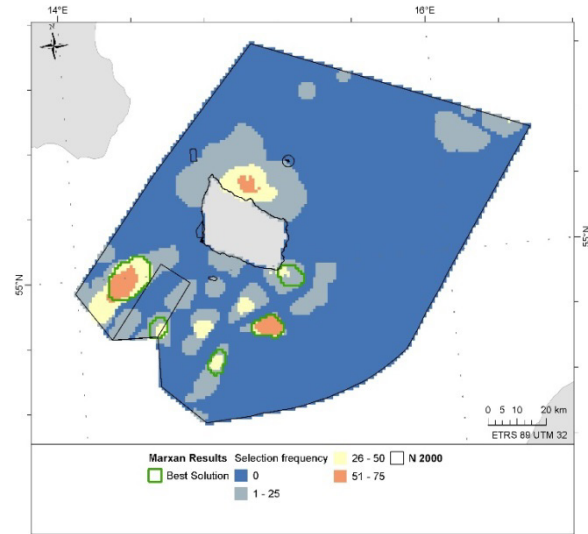 14°E
16°E
N
55°N
55°N
0 5 10 20 km
ETRS 89 UTM 32
Marxan Results
Best Solution
Selection frequency
0
1 - 25
26 - 50
51 - 75
N 2000